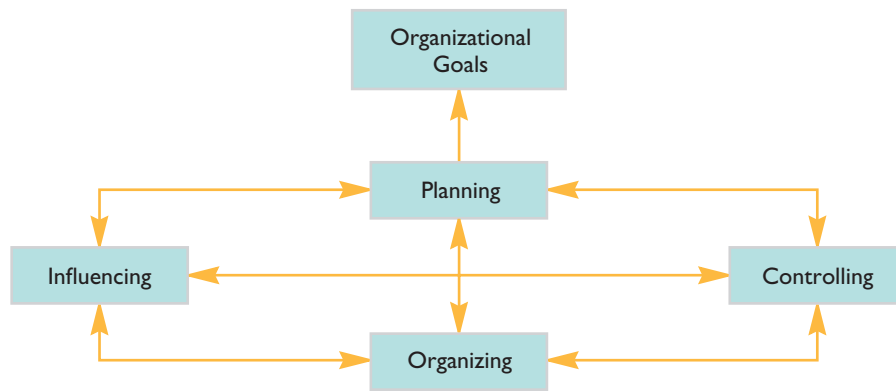 Organizational
Goals
Planning
Influencing
Controlling
Organizing